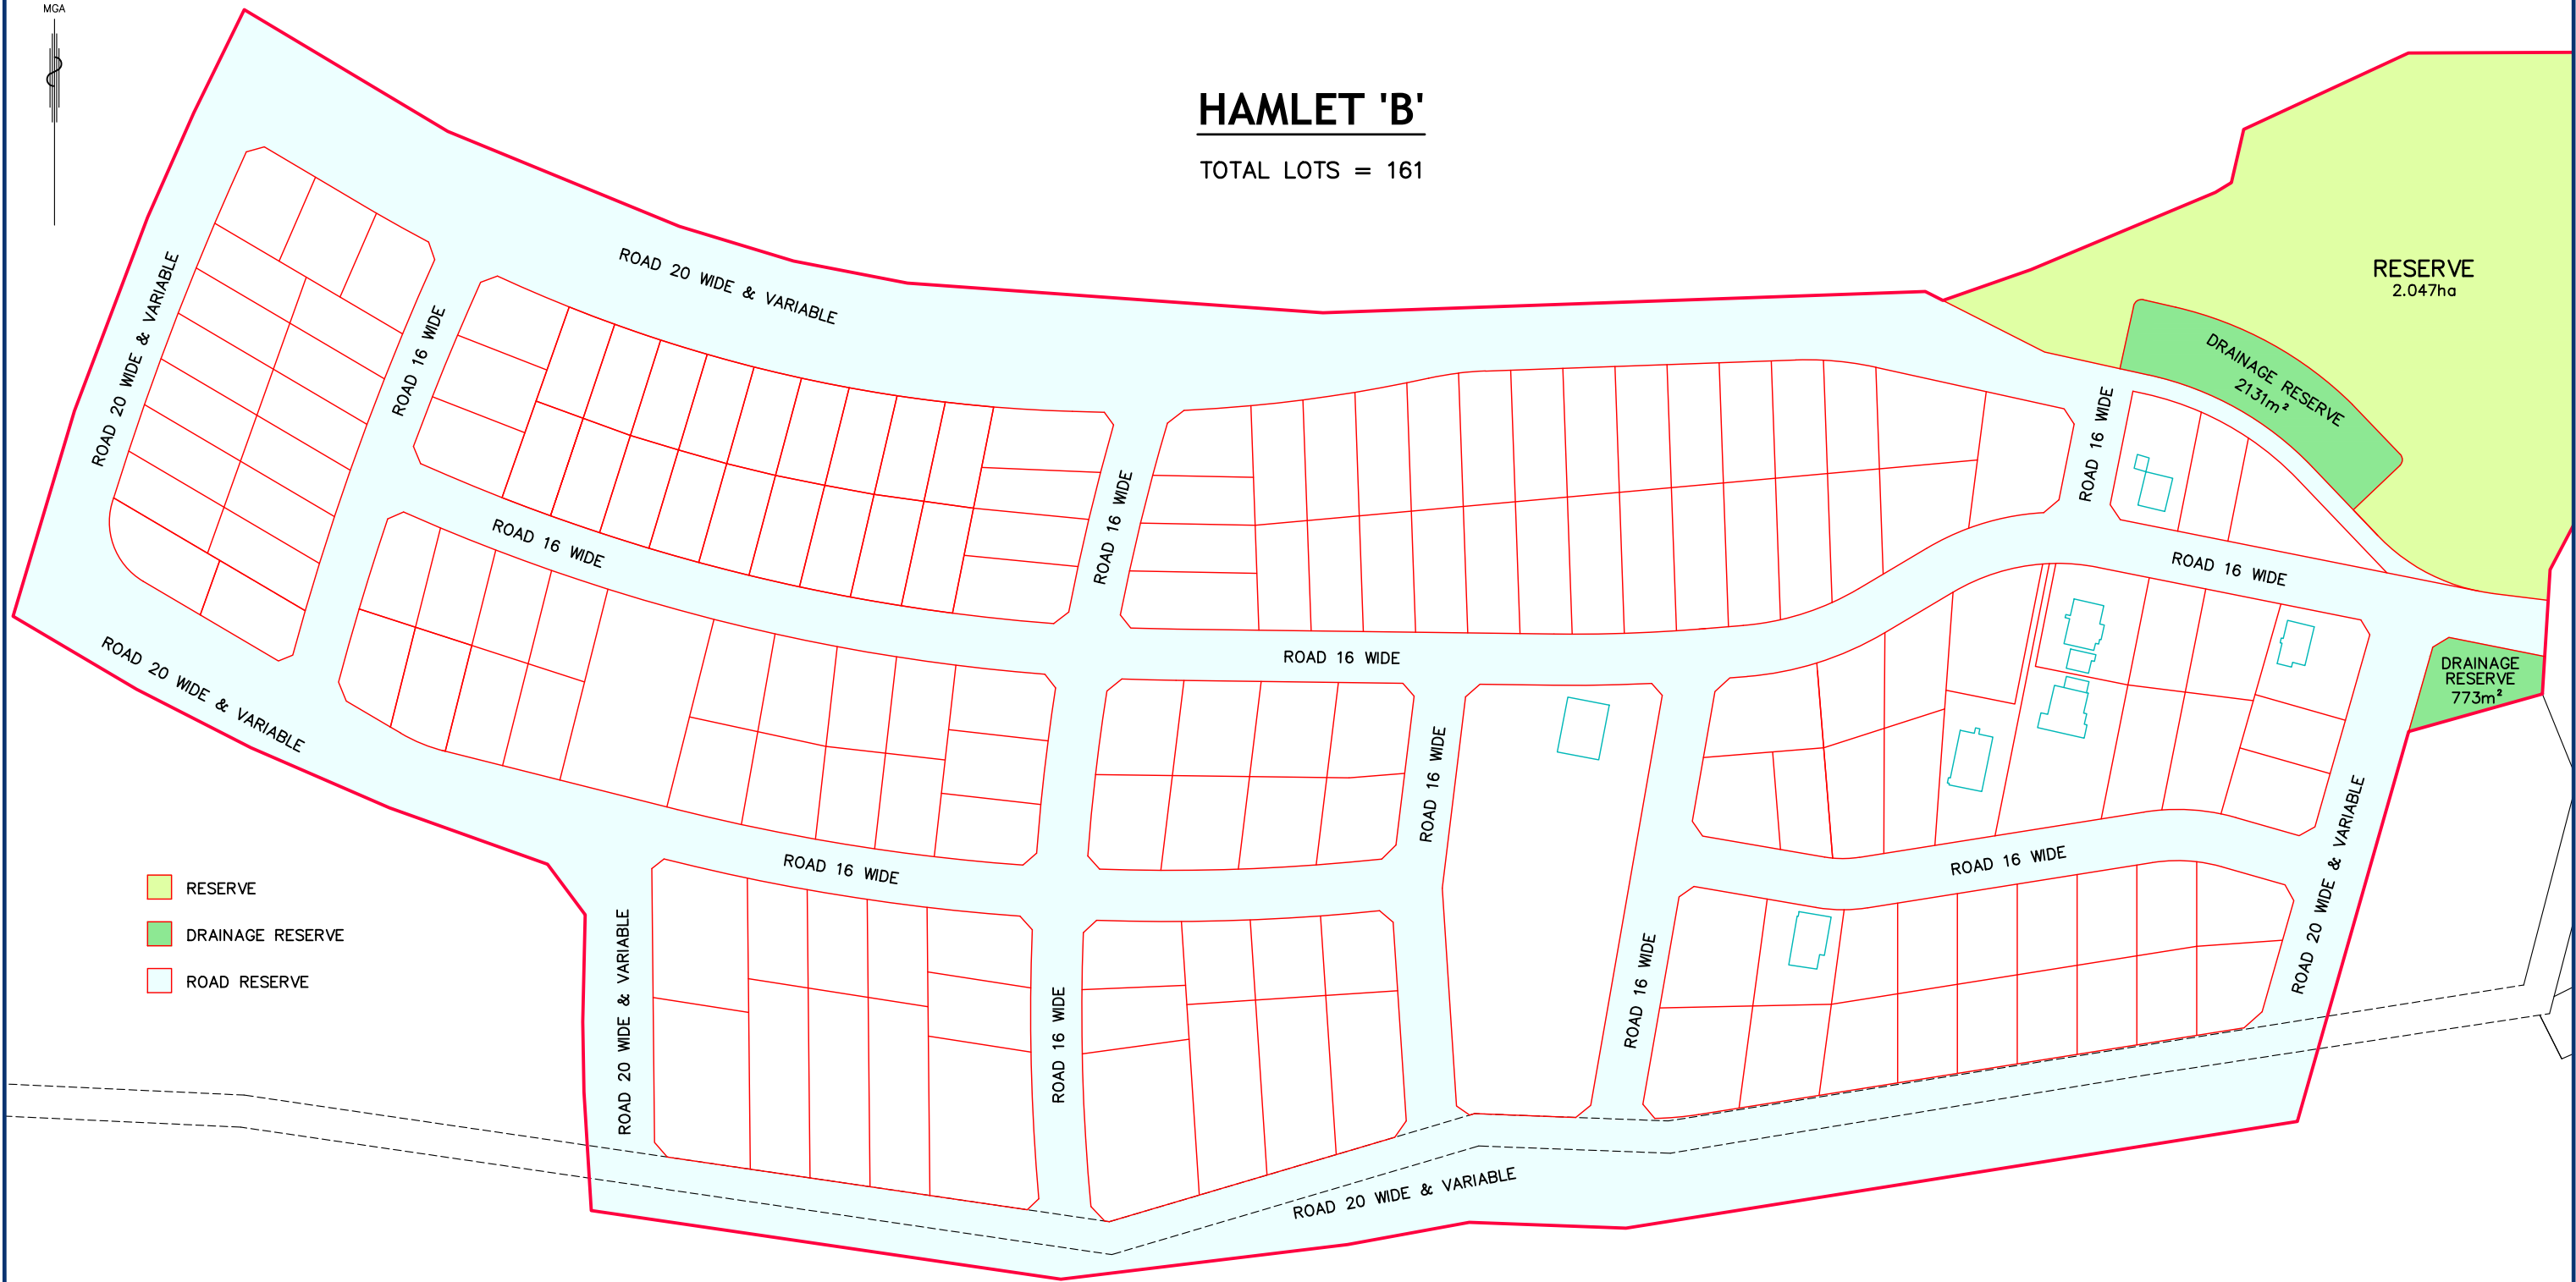 MGA
HAMLET 'B'
TOTAL LOTS = 161
RESERVE
2.047ha
DRAINAGE RESERVE
2131m²
ROAD 20 WIDE & VARIABLE
ROAD 20 WIDE & VARIABLE
ROAD 16 WIDE
ROAD 16 WIDE
ROAD 16 WIDE
ROAD 16 WIDE
ROAD 16 WIDE
ROAD 16 WIDE
ROAD 20 WIDE & VARIABLE
DRAINAGE
RESERVE
773m²
ROAD 16 WIDE
ROAD 16 WIDE
ROAD 16 WIDE
ROAD 20 WIDE & VARIABLE
RESERVE
DRAINAGE RESERVE
ROAD RESERVE
ROAD 20 WIDE & VARIABLE
ROAD 16 WIDE
ROAD 16 WIDE
ROAD 20 WIDE & VARIABLE